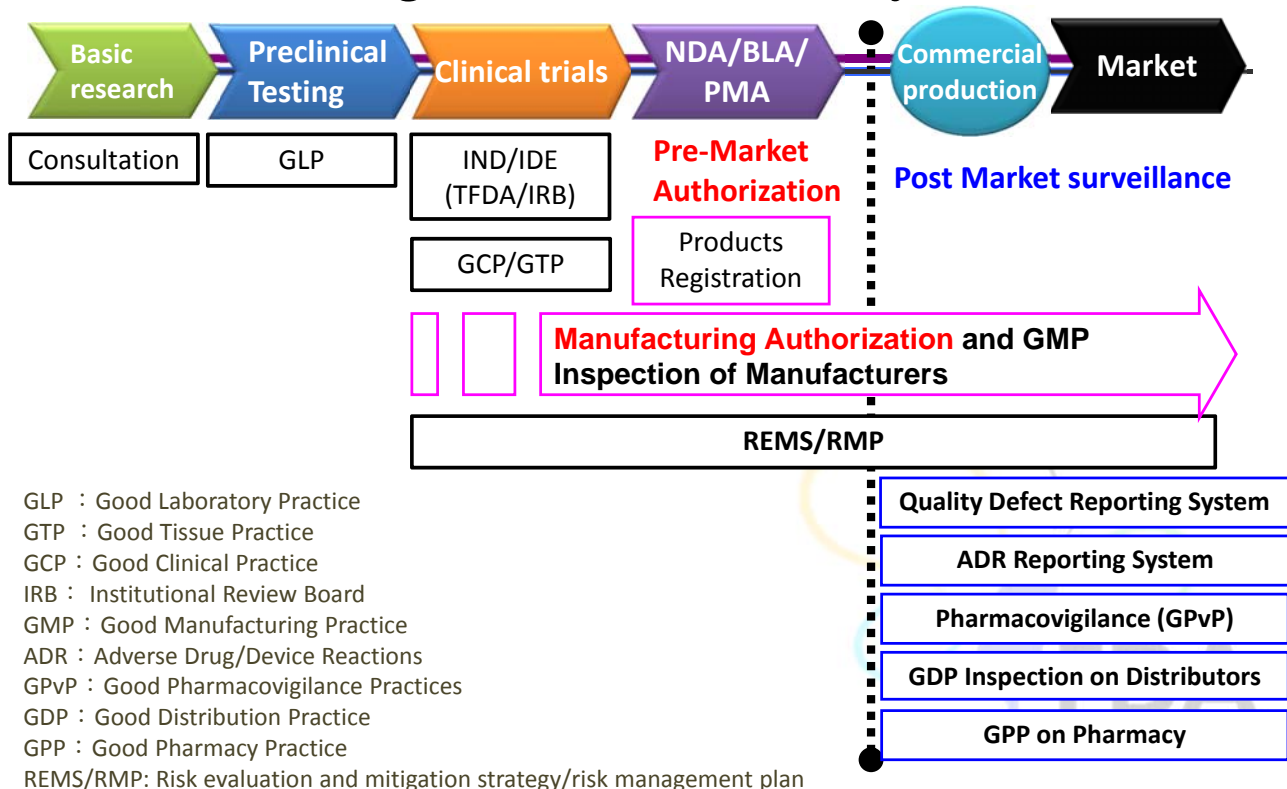 Basic
research
Preclinical
Testing
Clinical trials
NDA/BLA/
PMA
Commercial
production
Market
Consultation
GLP
IND/IDE
(TFDA/IRB)
Pre-Market
Authorization
Post Market surveillance
GCP/GTP
Products
Registration
Manufacturing Authorization and GMP
Inspection of Manufacturers
REMS/RMP
GLP ：Good Laboratory Practice
GTP ：Good Tissue Practice
GCP：Good Clinical Practice
IRB： Institutional Review Board
GMP：Good Manufacturing Practice
ADR：Adverse Drug/Device Reactions
GPvP：Good Pharmacovigilance Practices
GDP：Good Distribution Practice
GPP：Good Pharmacy Practice
REMS/RMP: Risk evaluation and mitigation strategy/risk management plan
Quality Defect Reporting System
ADR Reporting System
Pharmacovigilance (GPvP)
GDP Inspection on Distributors
GPP on Pharmacy